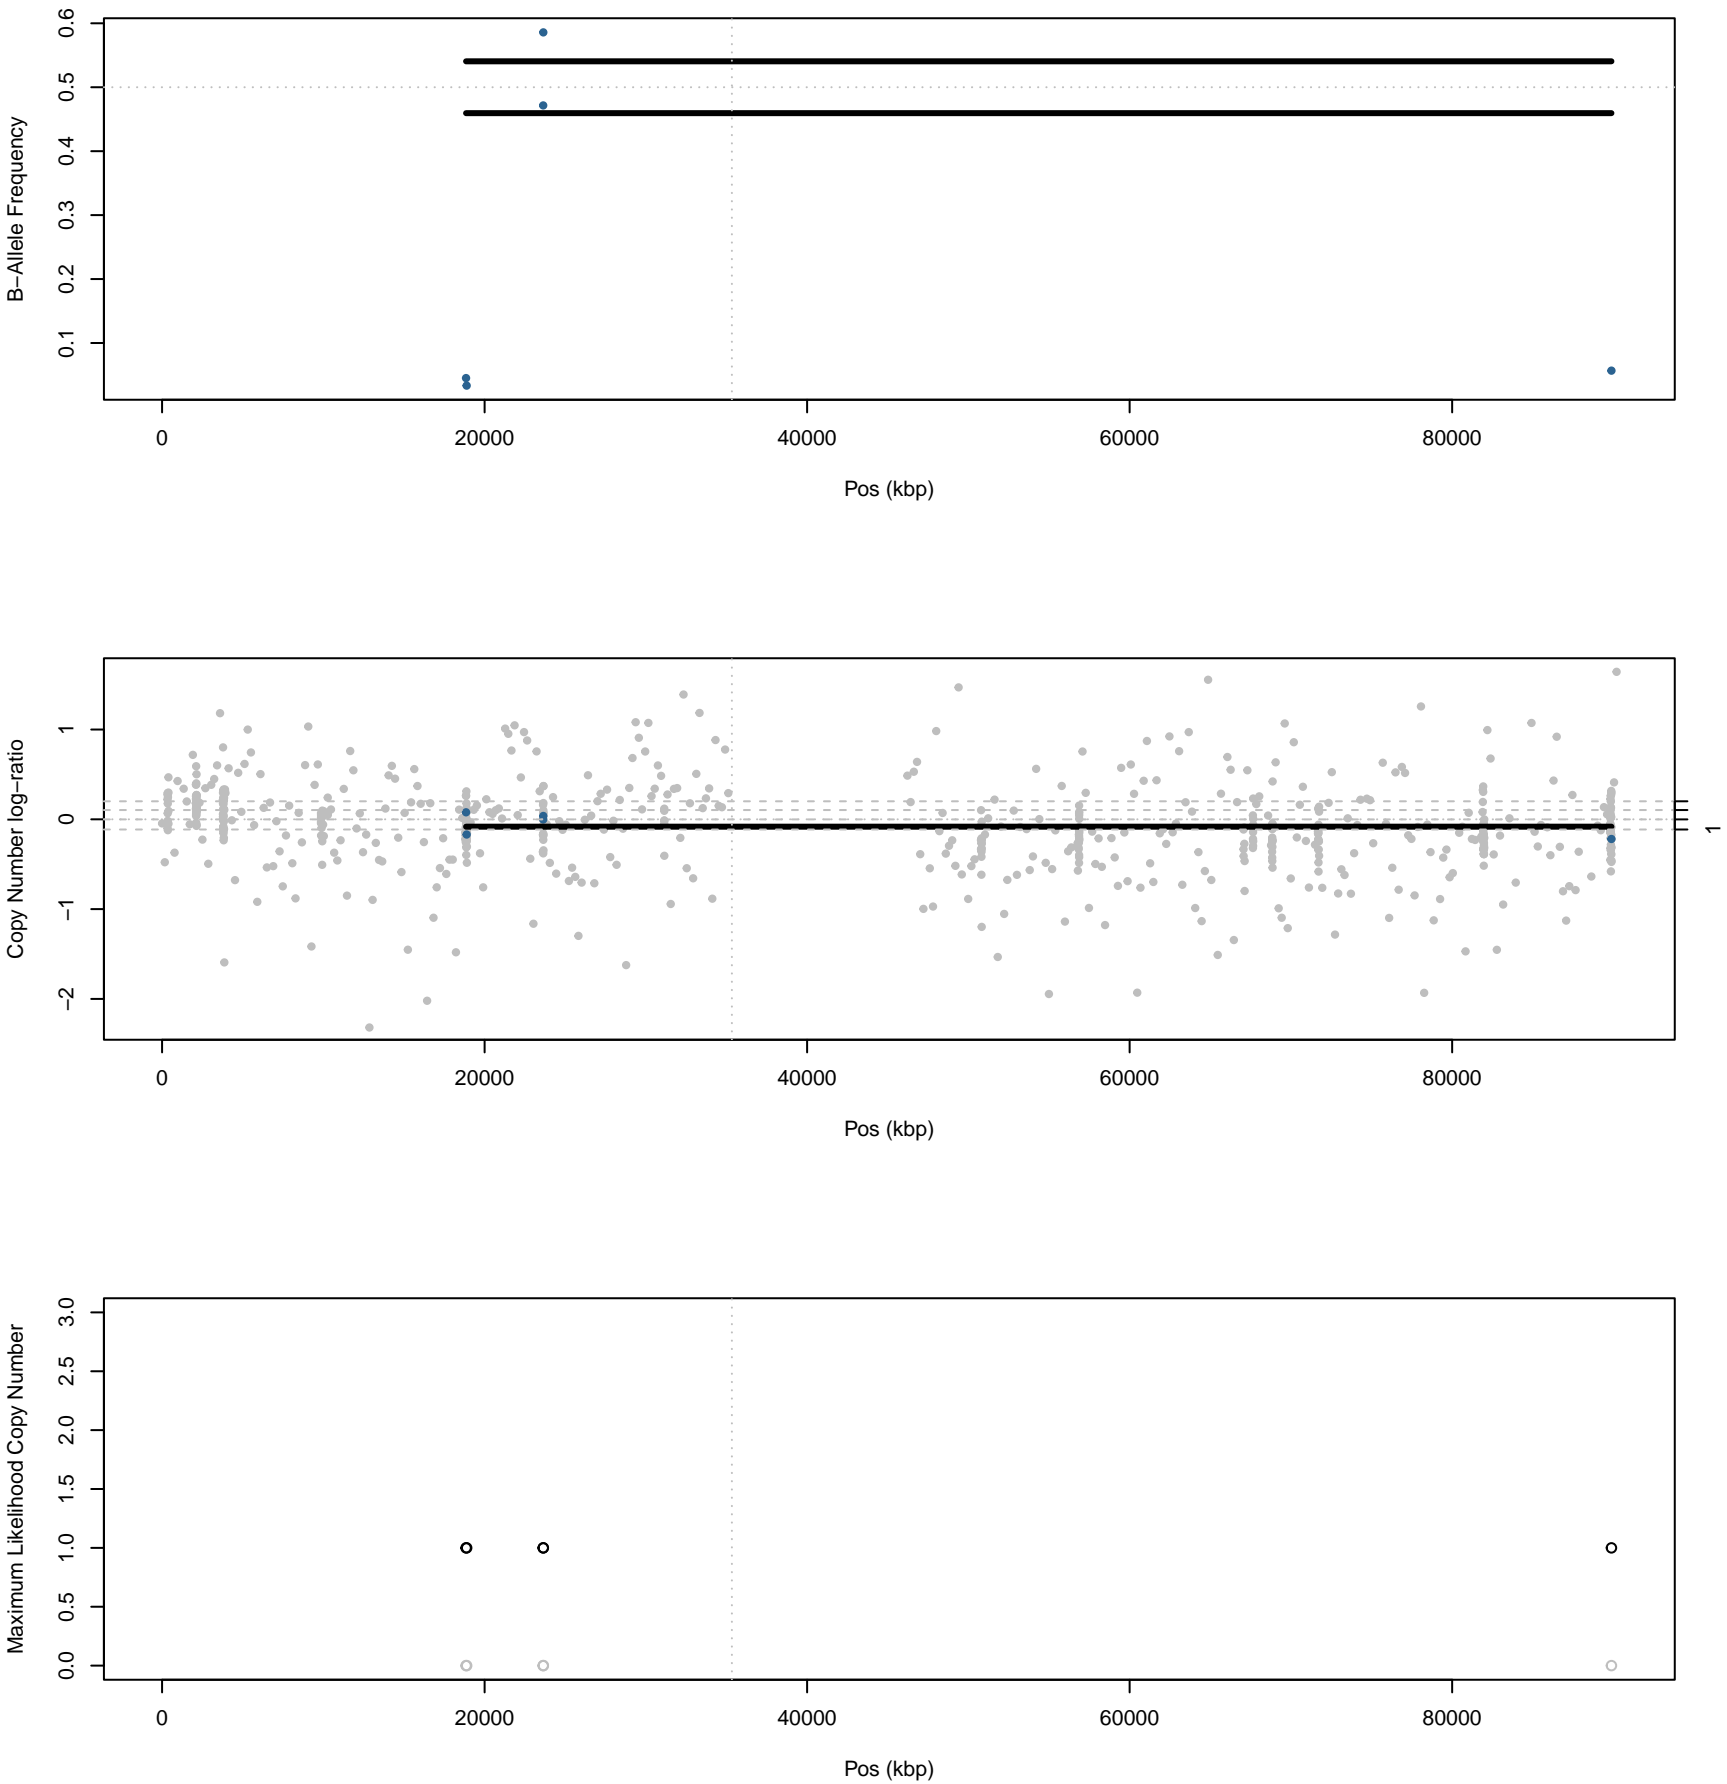 B−Allele Frequency
0.6
0.5
0.4
0.3
0.2
0.1
0 20000 40000 60000 80000
Pos (kbp)
Copy Number log−ratio
1
0
−1
−2
1
0 20000 40000 60000 80000
Pos (kbp)
Maximum Likelihood Copy Number
3.0
2.5
2.0
1.5
1.0
0.5
0.0
0 20000 40000 60000 80000
Pos (kbp)